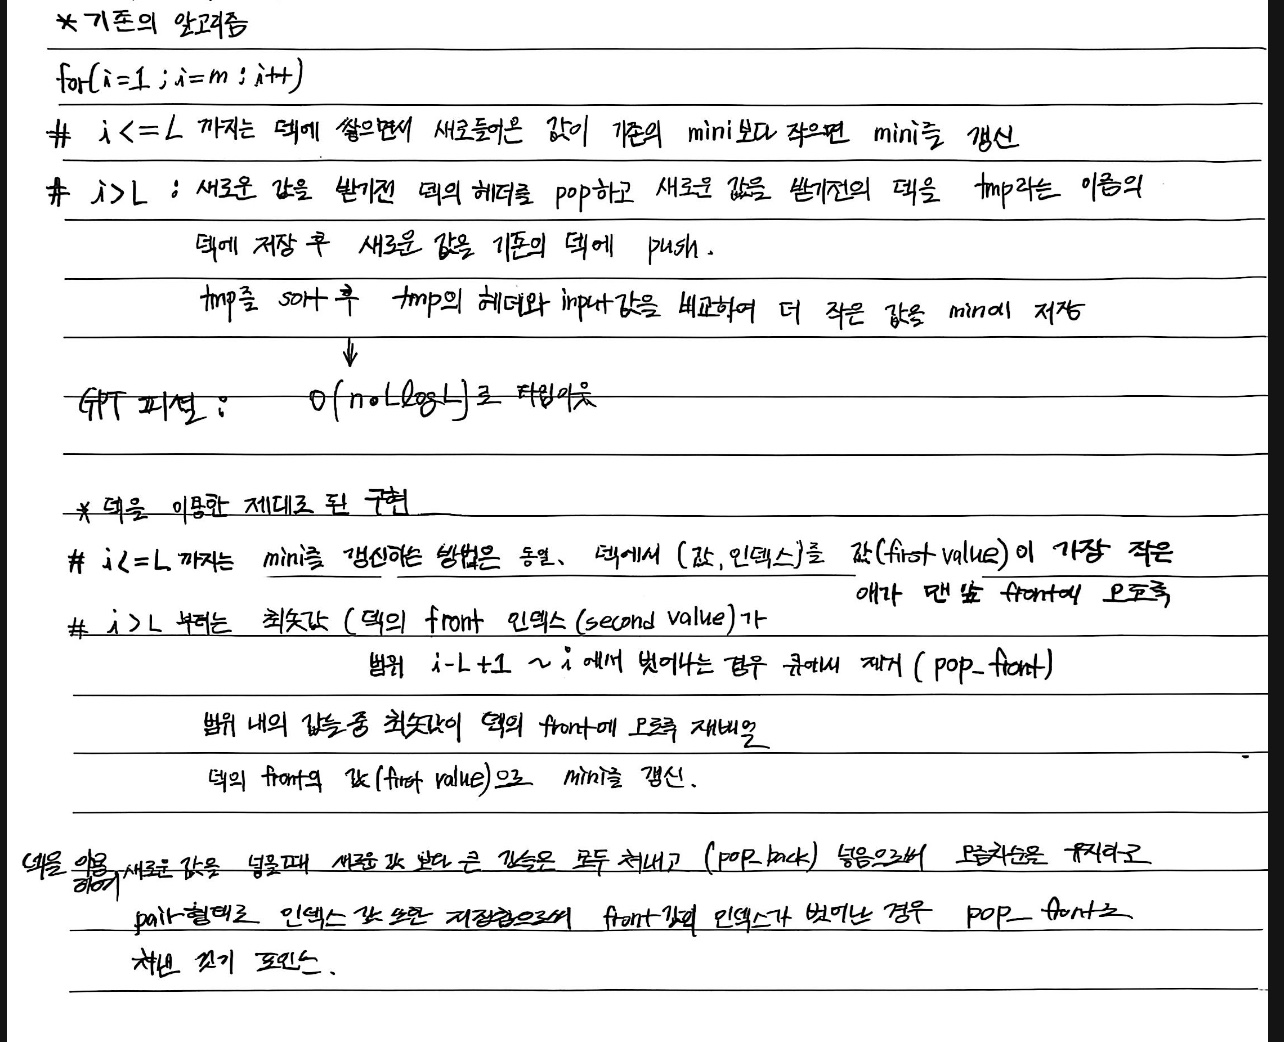 * 기존의 알고리즘
for(i=1 ; i=m ; i++)
# i<=L 까지는 덱에 쌓으면서 새로들어온 값이 기존의 mini보다 작으면 mini를 갱신
# i>L : 새로운 값을 받기전 덱의 헤더를 pop하고 새로운 값을 받기전의 덱을 tmp라는 이름의
덱에 저장 후 새로운 값을 기존의 덱에 push.
tmp를 sort 후 tmp의 헤더와 input값을 비교하여 더 작은 값을 min에 저장
↓
GPT 피셜 : O(n∘LlogL)로 타임아웃
* 덱을 이용한 제대로 된 구현
# i<=L 까지는 mini를 갱신하는 방법은 동일. 덱에서 (값, 인덱스)를 값(first value)이 가장 작은
애가 맨 앞 front에 오도록
# i>L 부터는 최솟값 (덱의 front 인덱스(second value)가
범위 i-L+1 ~ i 에서 벗어나는 경우 큐에서 제거 (pop_front)
범위 내의 값들 중 최솟값이 덱의 front에 오도록 재배열
덱의 front의 값(first value)으로 mini를 갱신.
덱을 이용하여 새로운 값을 넣을때 새로운 값 보다 큰 값들은 모두 쳐내고 (pop_back) 넣음으로써 오름차순은 유지하고
pair형태로 인덱스 값 또한 저장함으로써 front 값의 인덱스가 벗어난 경우 pop_front로
쳐낸 것이 포인트.